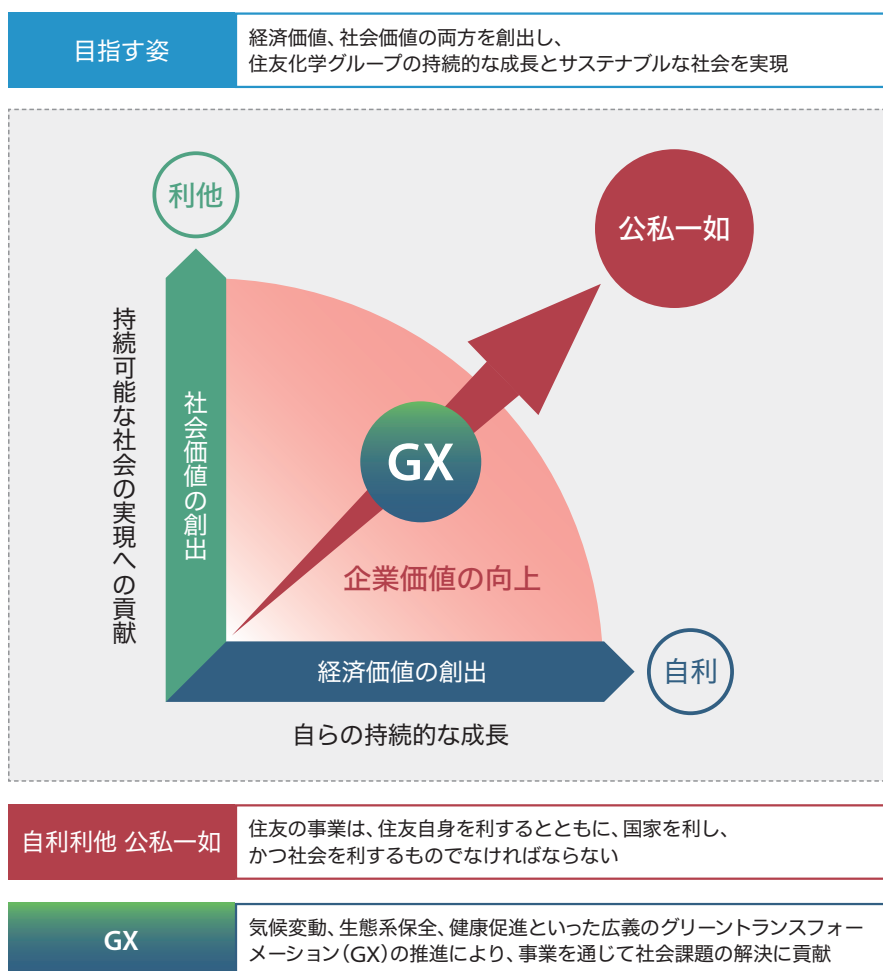 目指す姿
経済価値、社会価値の両方を創出し、
住友化学グループの持続的な成長とサステナブルな社会を実現
利他
公私一如
持続可能な社会の実現への貢献
社会価値の創出
GX
企業価値の向上
経済価値の創出
自利
自らの持続的な成長
自利利他 公私一如
住友の事業は、住友自身を利するとともに、国家を利し、
かつ社会を利するものでなければならない
GX
気候変動、生態系保全、健康促進といった広義のグリーントランスフォー
メーション(GX)の推進により、事業を通じて社会課題の解決に貢献